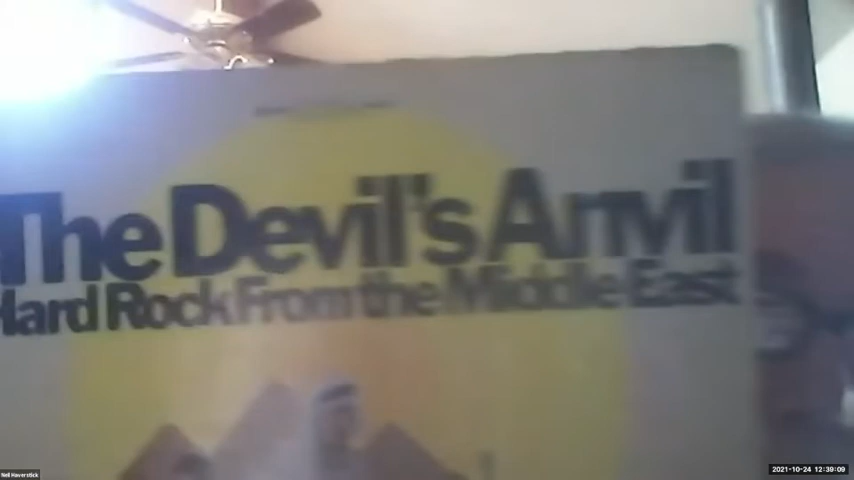 The Devil's Anvil
Hard Rock From the Middle East
Neil Haverstick
2021-10-24 12:39:09